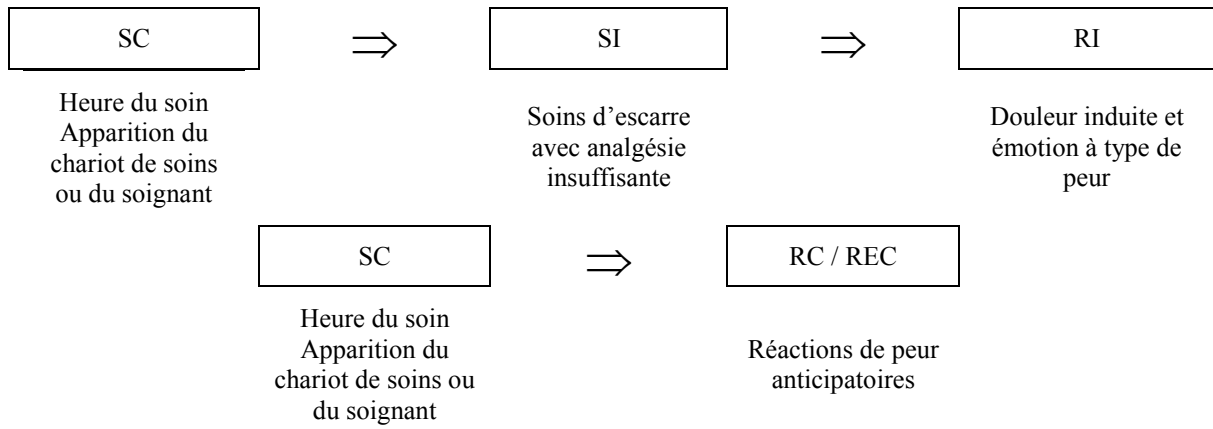 SC ⇒ SI ⇒ RI
Heure du soin
Apparition du
chariot de soins
ou du soignant
Soins d’escarre
avec analgésie
insuffisante
Douleur induite et
émotion à type de
peur
SC ⇒ RC / REC
Heure du soin
Apparition du
chariot de soins ou
du soignant
Réactions de peur
anticipatoires